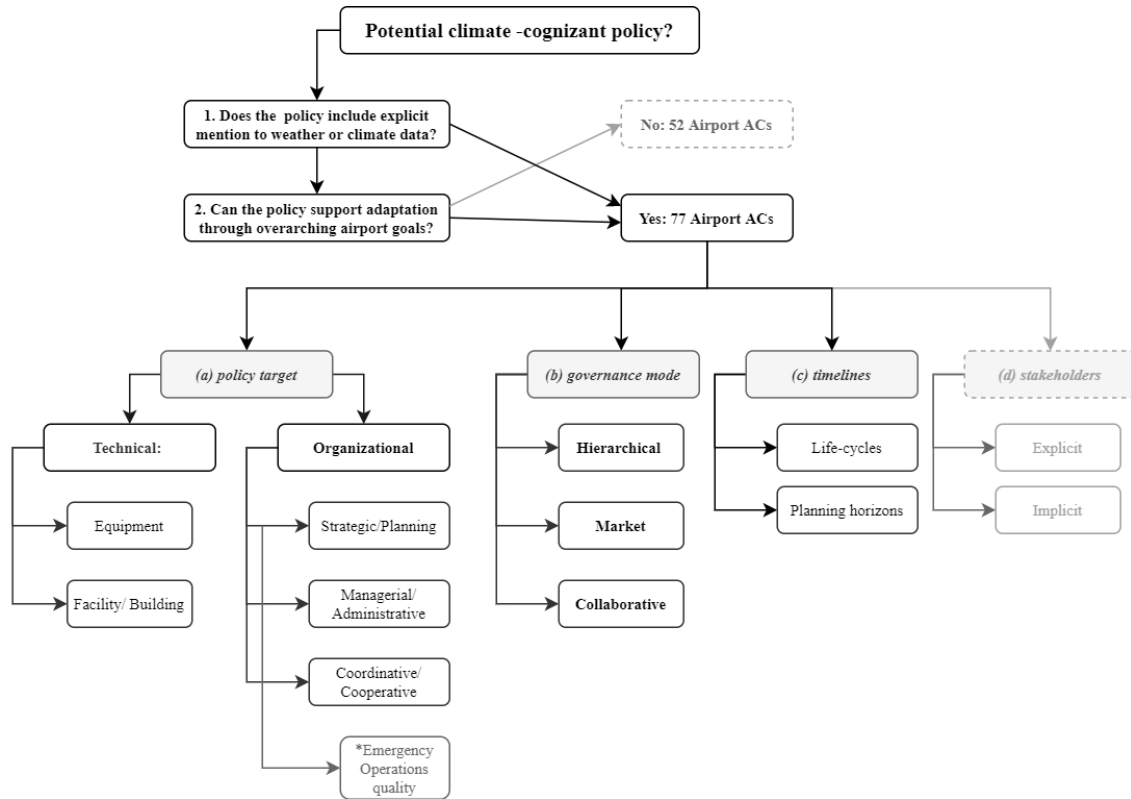 Potential climate -cognizant policy?
1. Does the policy include explicit
mention to weather or climate data?
No: 52 Airport ACs
2. Can the policy support adaptation
through overarching airport goals?
Yes: 77 Airport ACs
(a) policy target
(b) governance mode
(c) timelines
(d) stakeholders
Technical:
Organizational
Hierarchical
Life-cycles
Explicit
Equipment
Strategic/Planning
Market
Planning horizons
Implicit
Facility/ Building
Managerial/
Administrative
Collaborative
Coordinative/
Cooperative
*Emergency
Operations
quality